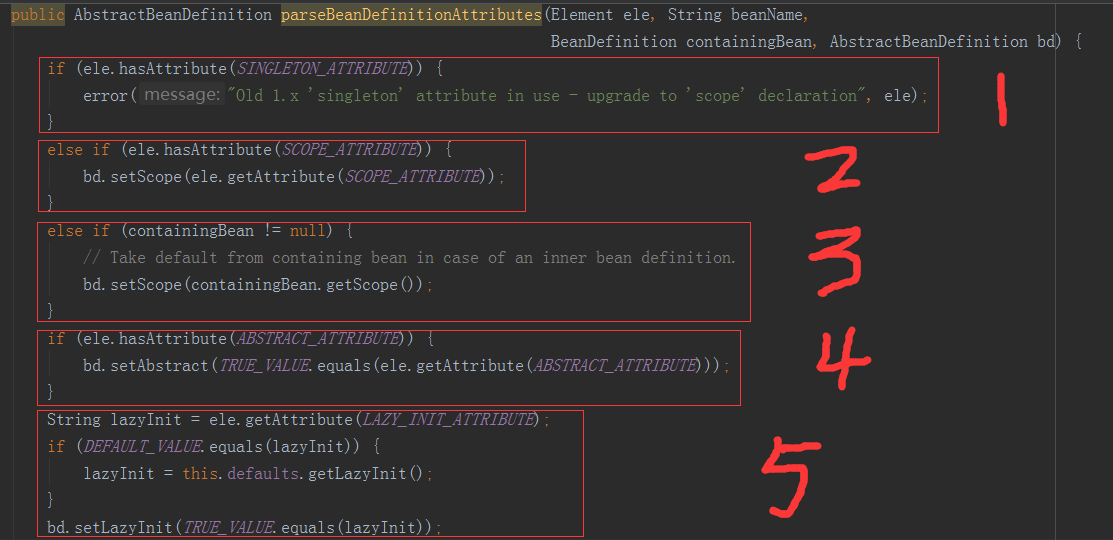 public AbstractBeanDefinition parseBeanDefinitionAttributes(Element ele, String beanName,
BeanDefinition containingBean, AbstractBeanDefinition bd) {
if (ele.hasAttribute(SINGLETON_ATTRIBUTE)) {
error( message: "Old 1.x 'singleton' attribute in use - upgrade to 'scope' declaration", ele);
}
1
else if (ele.hasAttribute(SCOPE_ATTRIBUTE)) {
bd.setScope(ele.getAttribute(SCOPE_ATTRIBUTE));
}
2
else if (containingBean != null) {
// Take default from containing bean in case of an inner bean definition.
bd.setScope(containingBean.getScope());
}
3
if (ele.hasAttribute(ABSTRACT_ATTRIBUTE)) {
bd.setAbstract(TRUE_VALUE.equals(ele.getAttribute(ABSTRACT_ATTRIBUTE)));
}
4
String lazyInit = ele.getAttribute(LAZY_INIT_ATTRIBUTE);
if (DEFAULT_VALUE.equals(lazyInit)) {
lazyInit = this.defaults.getLazyInit();
}
bd.setLazyInit(TRUE_VALUE.equals(lazyInit));
5